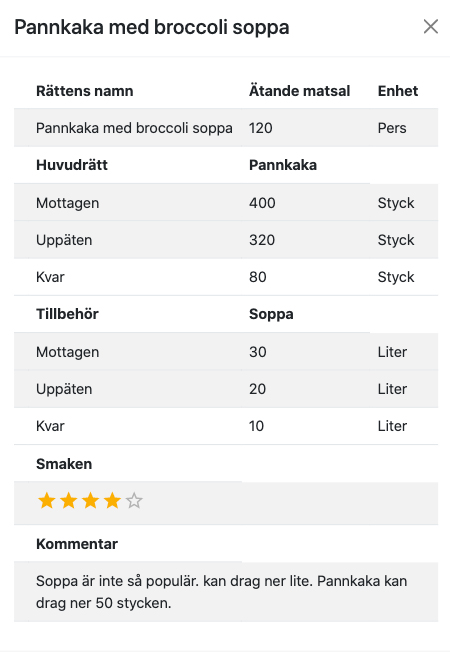 Pannkaka med broccoli soppa
Rättens namn Ätande matsal Enhet
Pannkaka med broccoli soppa 120 Pers
Huvudrätt Pannkaka
Mottagen 400 Styck
Uppäten 320 Styck
Kvar 80 Styck
Tillbehör Soppa
Mottagen 30 Liter
Uppäten 20 Liter
Kvar 10 Liter
Smaken
Kommentar
Soppa är inte så populär. kan drag ner lite. Pannkaka kan
drag ner 50 stycken.